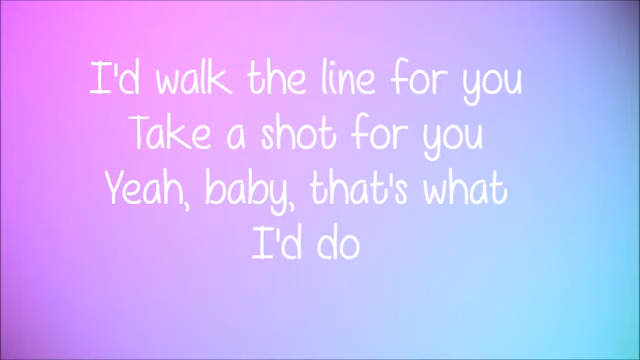 I'd walk the line for you
Take a shot for you
Yeah, baby, that's what
I'd do